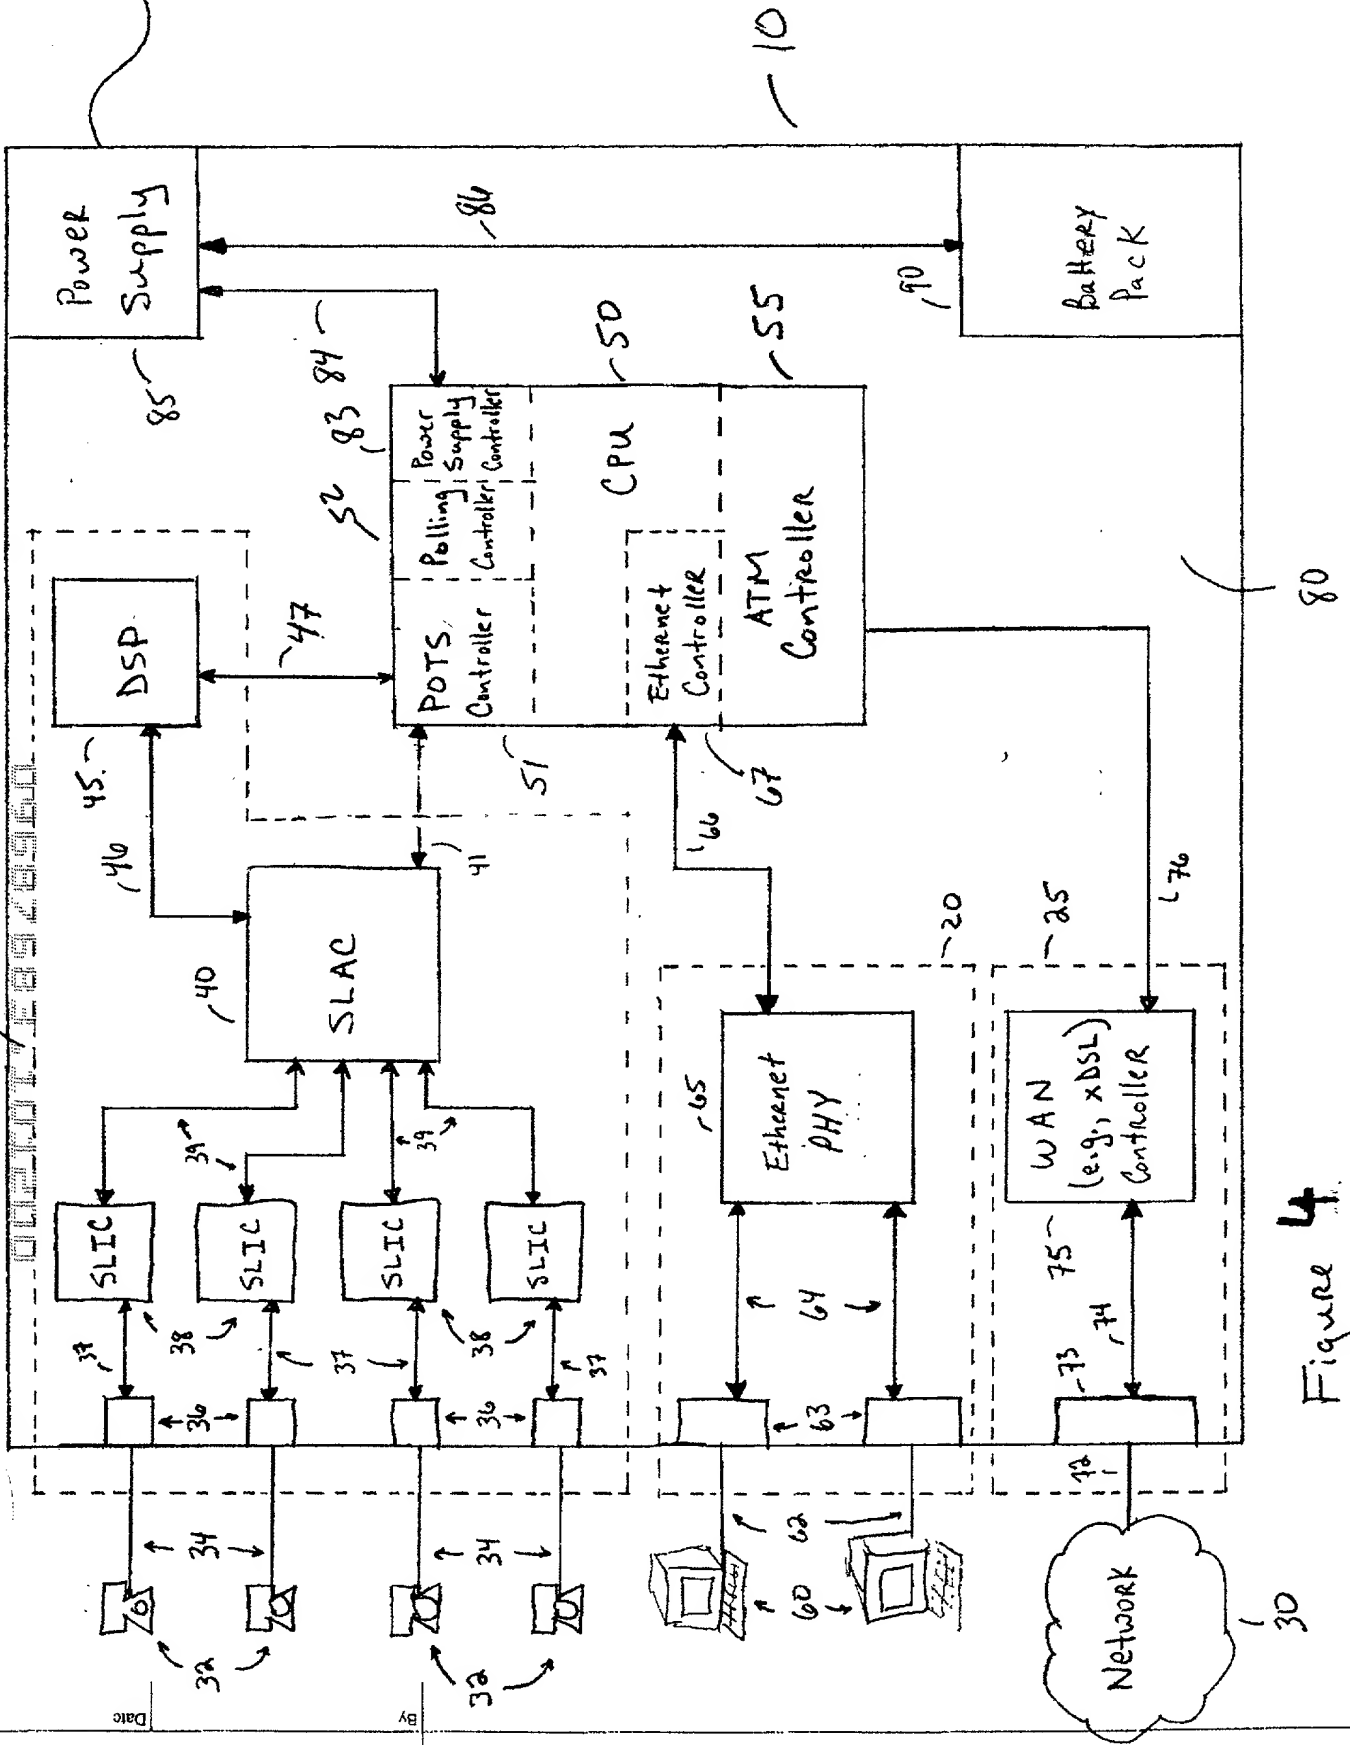 10
Power
Supply
85
86
84
90
Battery
Pack
83
Power
Supply
Controller
52
Polling
Controller
50
CPU
55
ATM
Controller
80
DSP
45
47
46
POTS
Controller
51
41
Ethernet
Controller
67
66
SLAC
40
39
39
SLIC
SLIC
SLIC
SLIC
38
38
37
37
37
36
36
34
34
32
32
20
65
Ethernet
PHY
64
63
62
60
25
76
WAN
(e.g., xDSL)
Controller
75
74
73
72
Network
30
Date
By
Figure 4